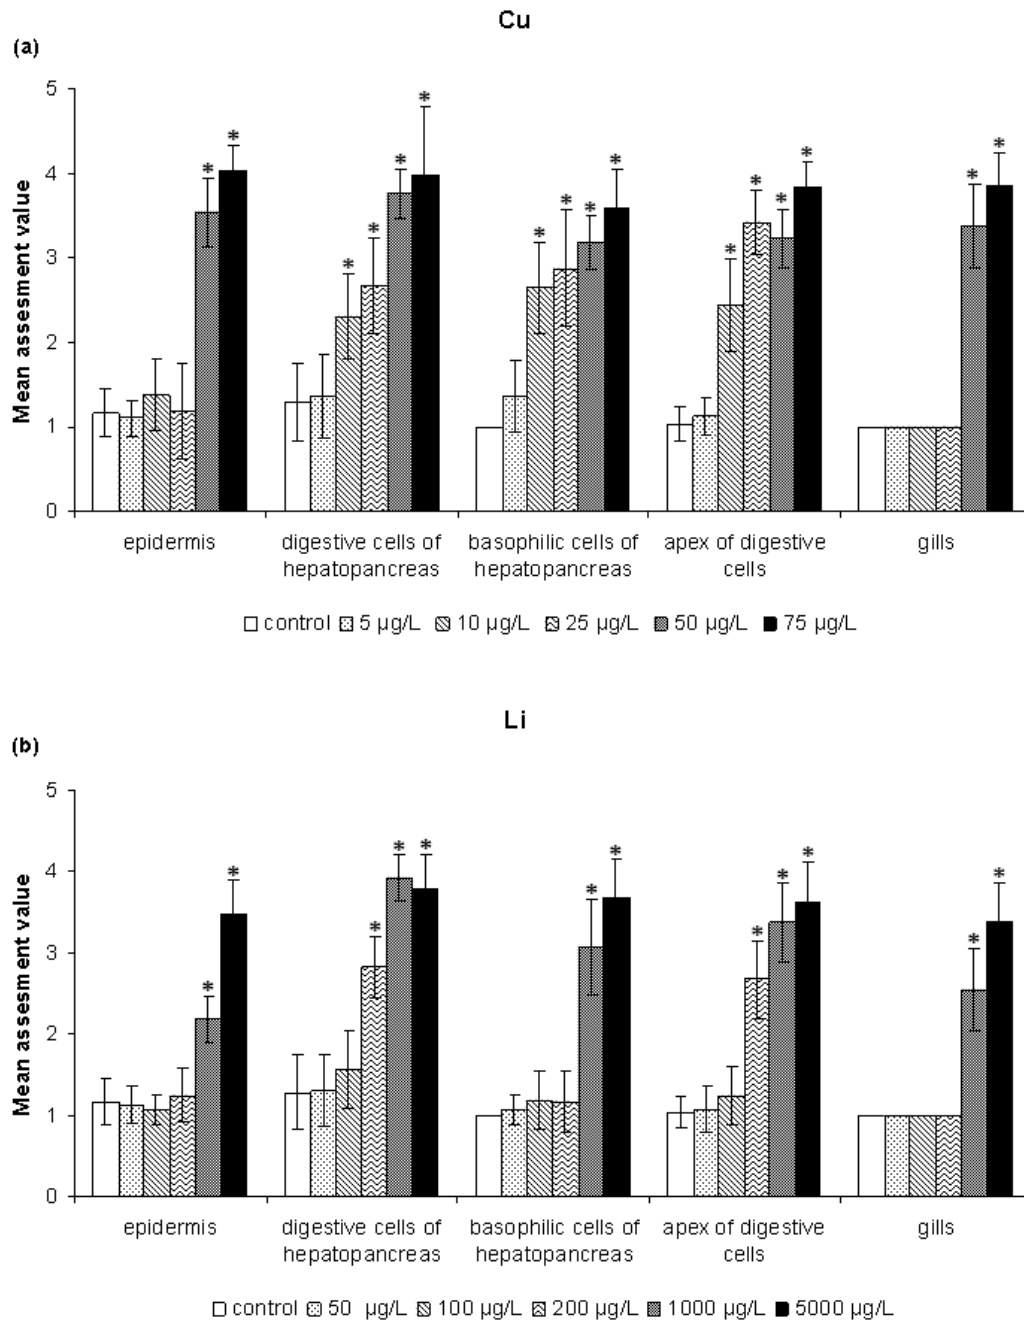 Cu
(a)
Mean assesment value
5
4
3
2
1
0
* * * * * * * * * * * * * * *
epidermis
digestive cells of
hepatopancreas
basophilic cells of
hepatopancreas
apex of digestive
cells
gills
control 5 µg/L 10 µg/L 25 µg/L 50 µg/L 75 µg/L
Li
(b)
Mean assesment value
5
4
3
2
1
0
* * * * * * * * * * * *
epidermis
digestive cells of
hepatopancreas
basophilic cells of
hepatopancreas
apex of digestive
cells
gills
control 50 µg/L 100 µg/L 200 µg/L 1000 µg/L 5000 µg/L